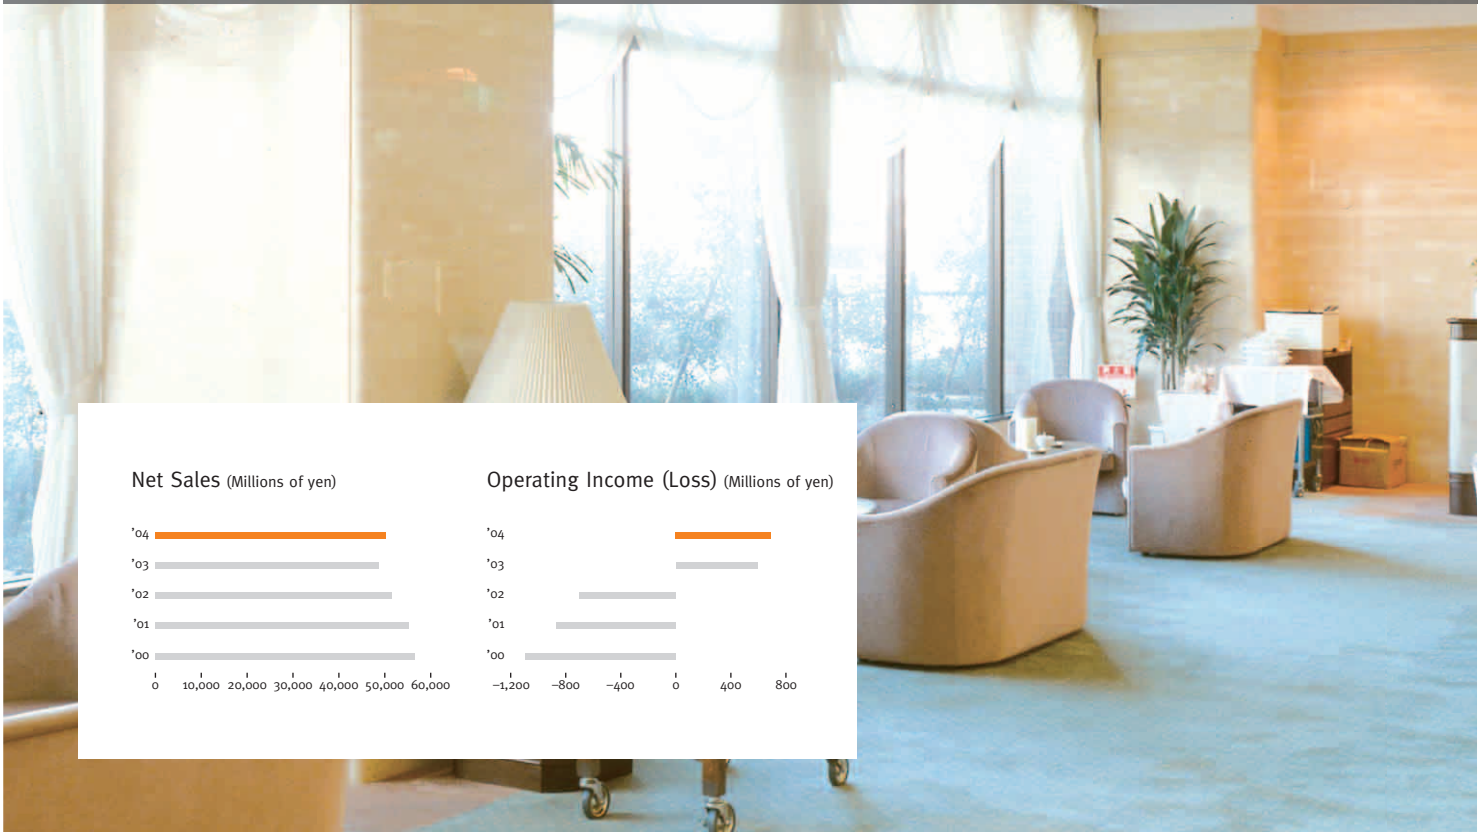 Net Sales (Millions of yen)
’04
’03
’02
’01
’00
0 10,000 20,000 30,000 40,000 50,000 60,000
Operating Income (Loss) (Millions of yen)
’04
’03
’02
’01
’00
–1,200 –800 –400 0 400 800